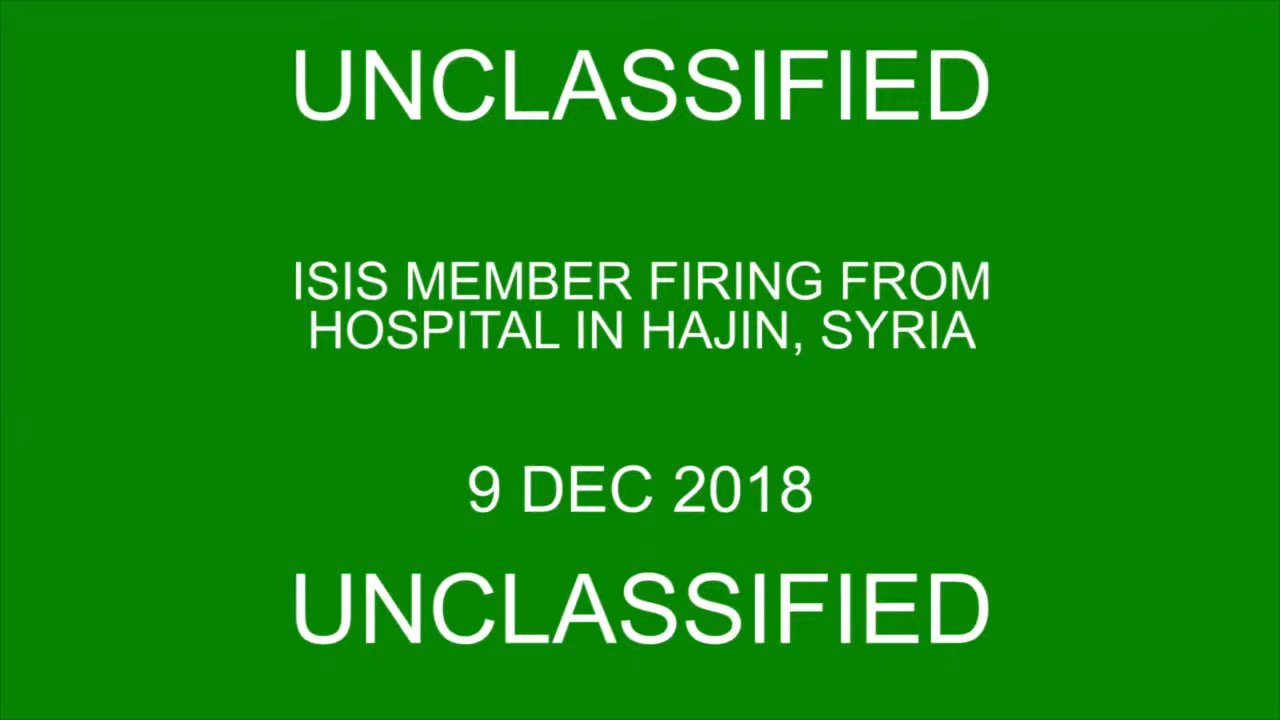 UNCLASSIFIED
ISIS MEMBER FIRING FROM
HOSPITAL IN HAJIN, SYRIA
9 DEC 2018
UNCLASSIFIED